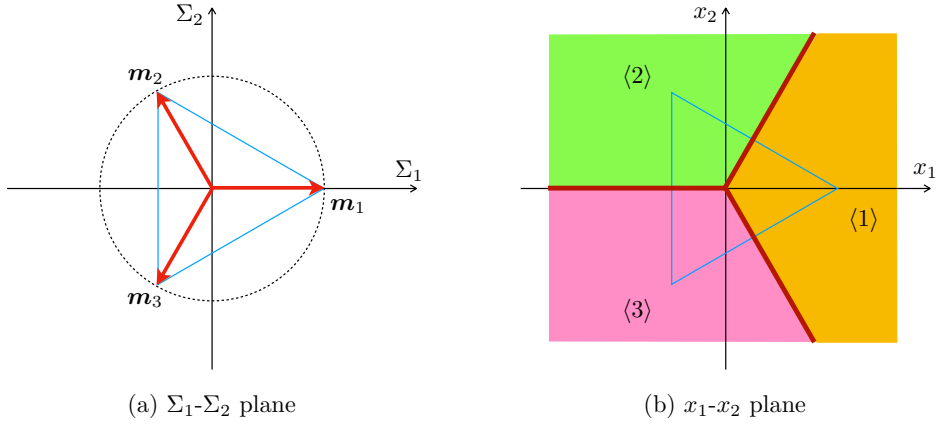 Σ₂
m₂
Σ₁
m₁
m₃
(a) Σ₁-Σ₂ plane
x₂
⟨2⟩
x₁
⟨1⟩
⟨3⟩
(b) x₁-x₂ plane